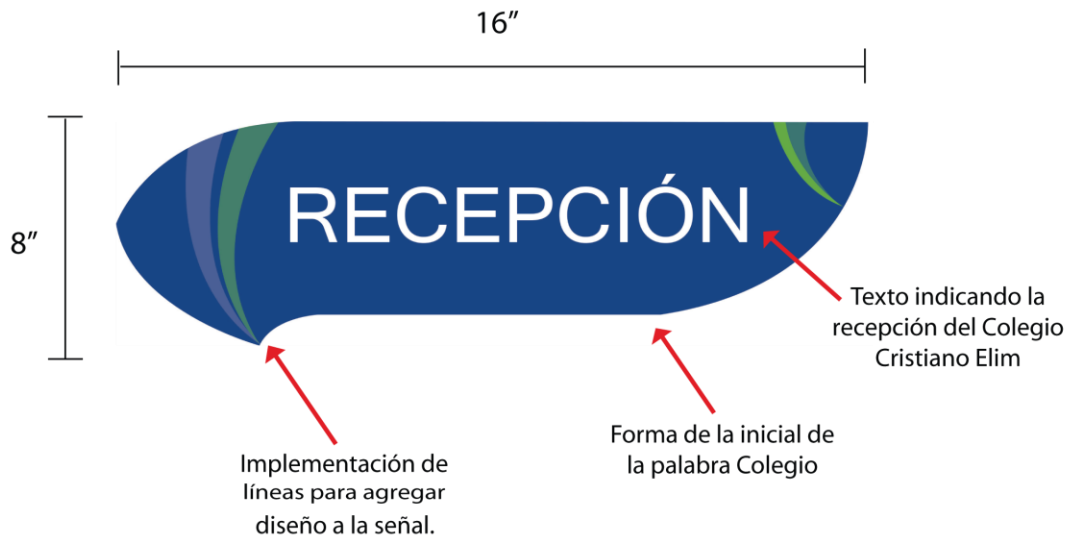 16”
8”
RECEPCIÓN
Texto indicando la
recepción del Colegio
Cristiano Elim
Forma de la inicial de
la palabra Colegio
Implementación de
líneas para agregar
diseño a la señal.